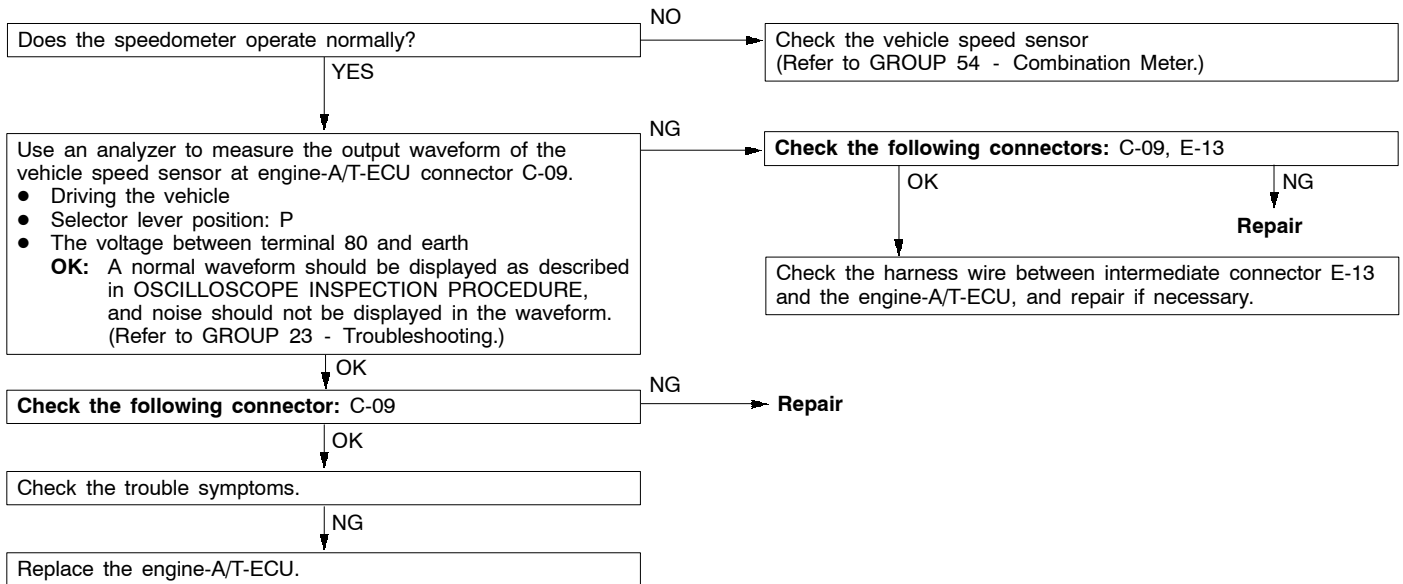 Does the speedometer operate normally?
NO
Check the vehicle speed sensor
(Refer to GROUP 54 - Combination Meter.)
YES
Use an analyzer to measure the output waveform of the
vehicle speed sensor at engine-A/T-ECU connector C-09.
● Driving the vehicle
● Selector lever position: P
● The voltage between terminal 80 and earth
OK: A normal waveform should be displayed as described
in OSCILLOSCOPE INSPECTION PROCEDURE,
and noise should not be displayed in the waveform.
(Refer to GROUP 23 - Troubleshooting.)
NG
Check the following connectors: C-09, E-13
OK
NG
Repair
Check the harness wire between intermediate connector E-13
and the engine-A/T-ECU, and repair if necessary.
OK
Check the following connector: C-09
NG
Repair
OK
Check the trouble symptoms.
NG
Replace the engine-A/T-ECU.